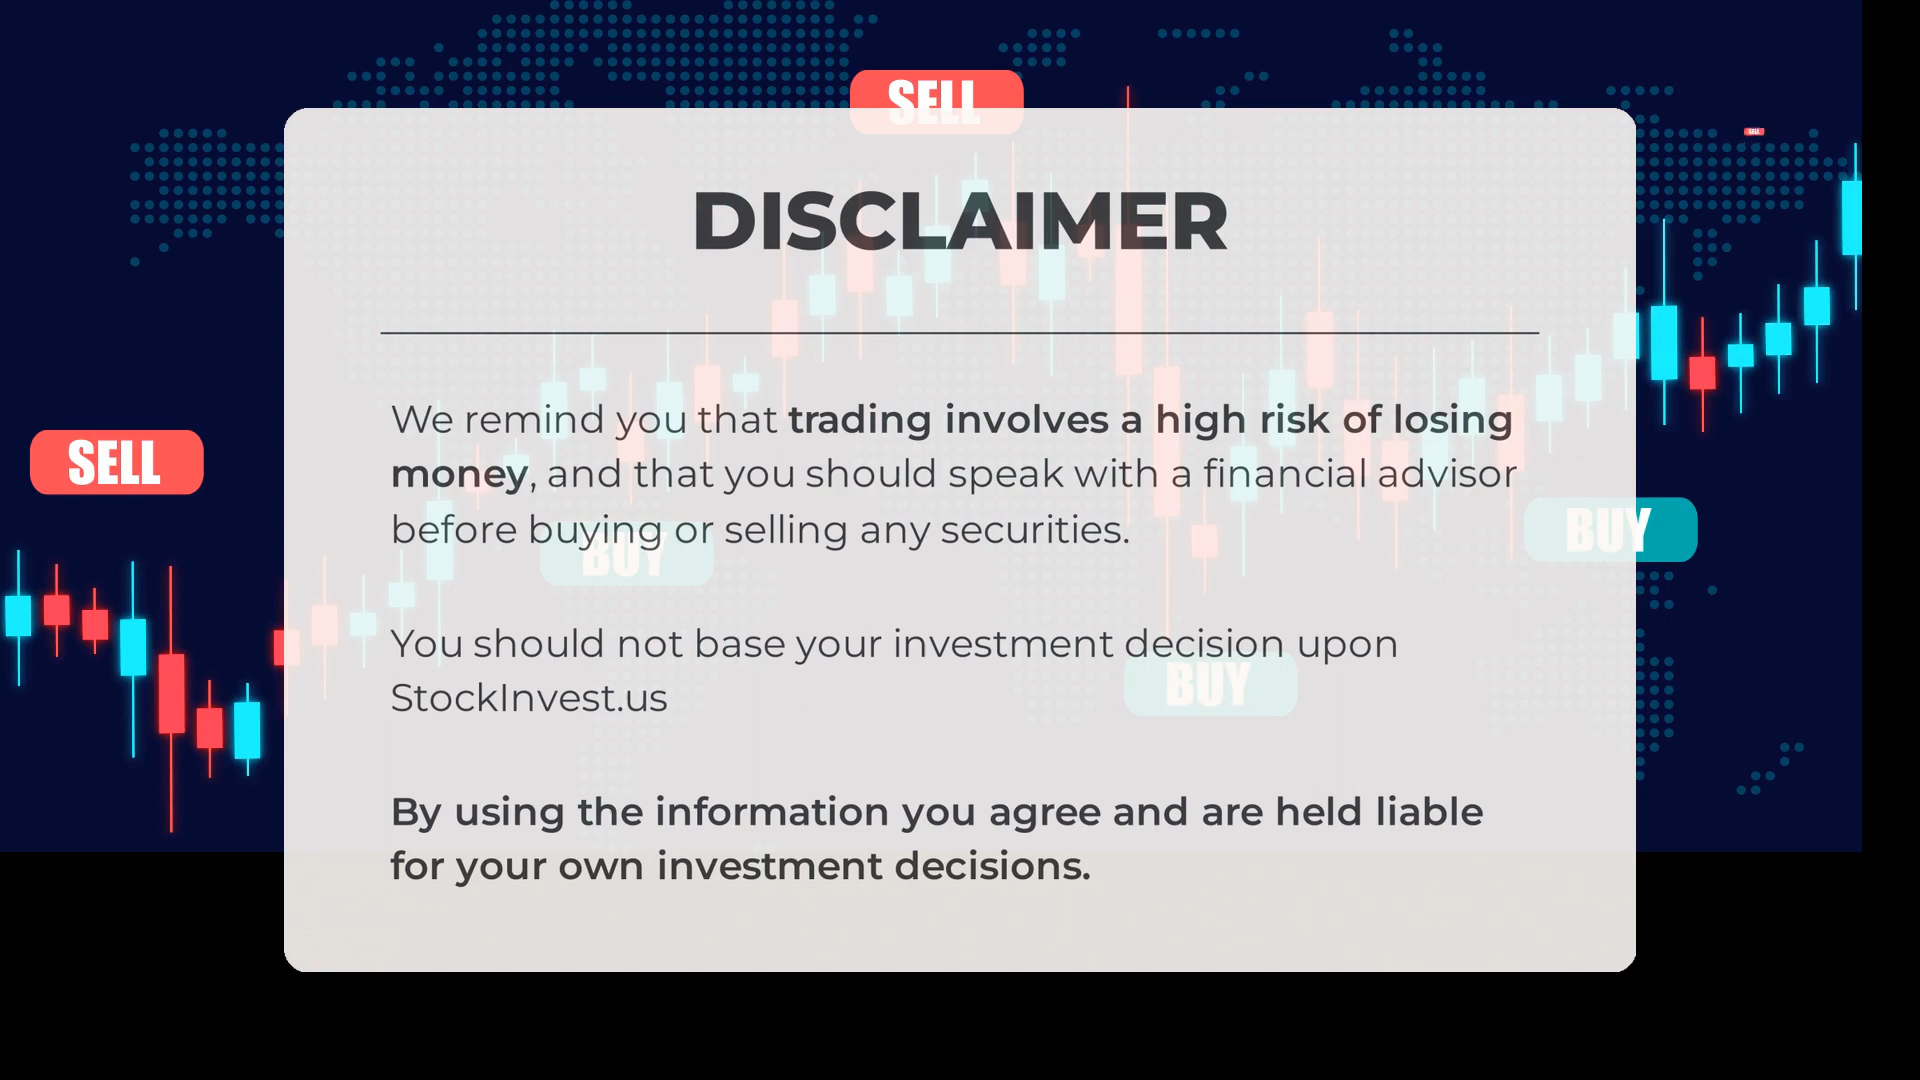 SELL
SELL
DISCLAIMER
We remind you that trading involves a high risk of losing
money, and that you should speak with a financial advisor
before buying or selling any securities.
SELL
BUY
BUY
You should not base your investment decision upon
StockInvest.us
BUY
By using the information you agree and are held liable
for your own investment decisions.